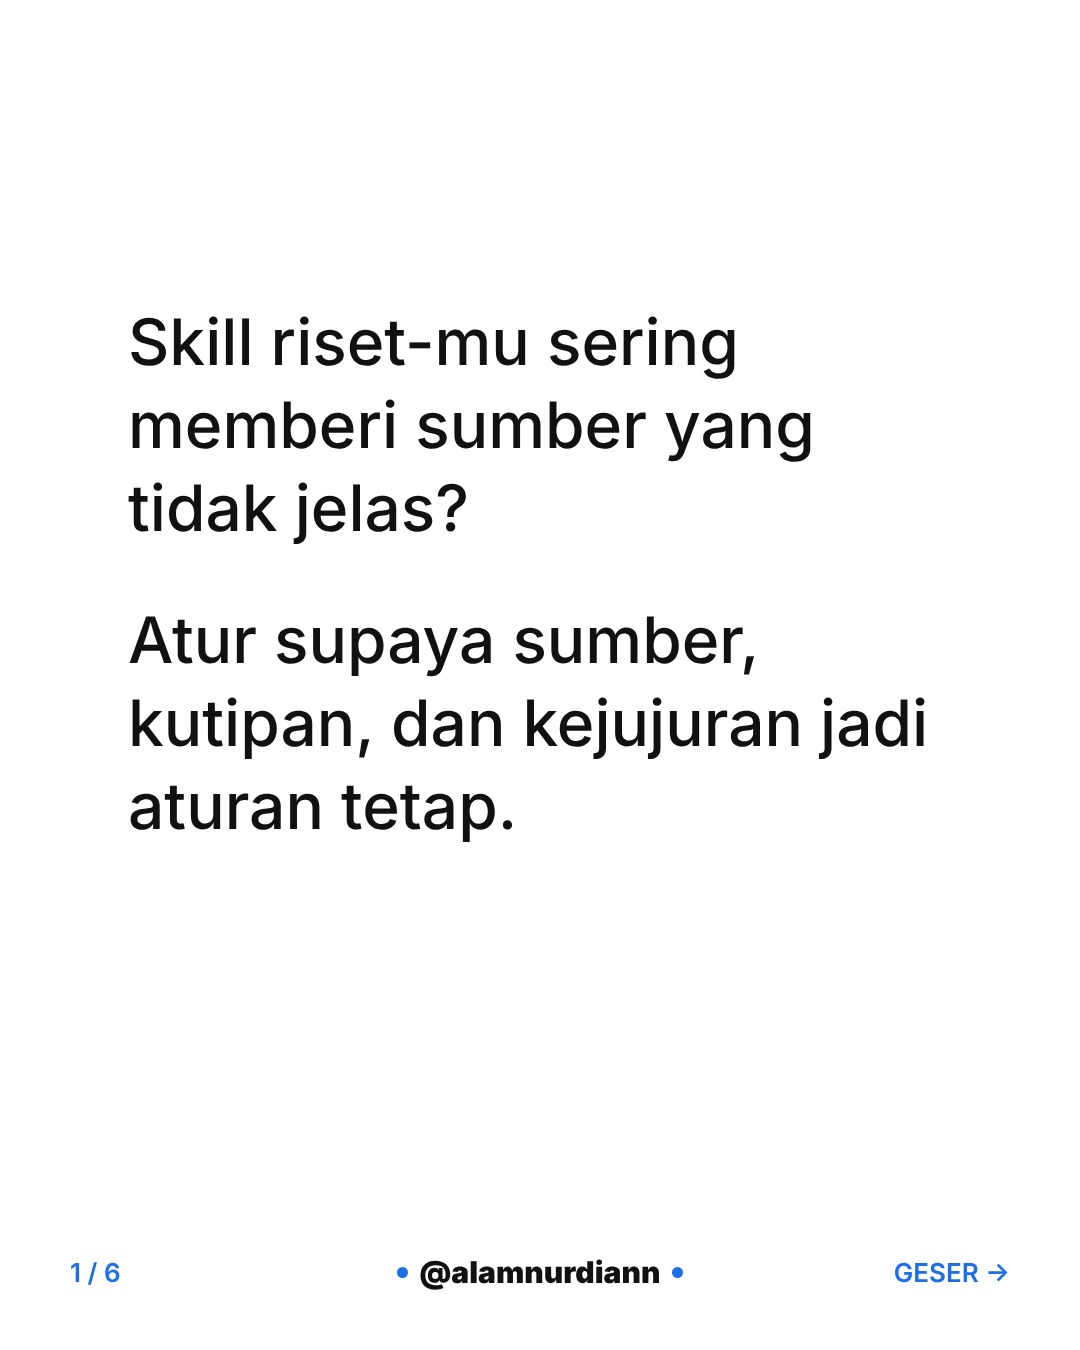 Skill riset-mu sering
memberi sumber yang
tidak jelas?
Atur supaya sumber,
kutipan, dan kejujuran jadi
aturan tetap.
1 / 6
• @alamnurdiann •
GESER →